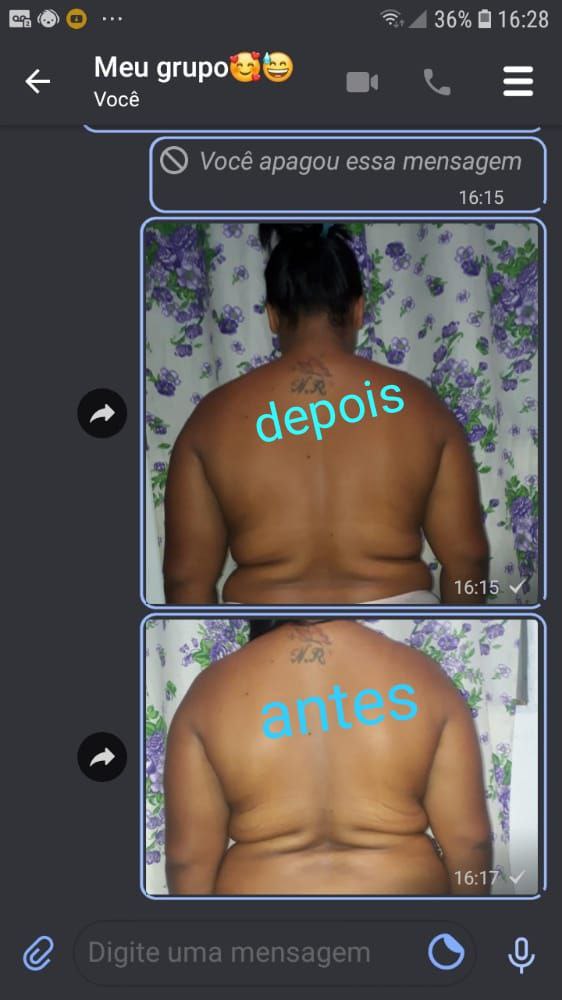 36% 16:28
Meu grupo🥰😅
Você
Você apagou essa mensagem
16:15
N.R
depois
16:15
N.R
antes
16:17
Digite uma mensagem